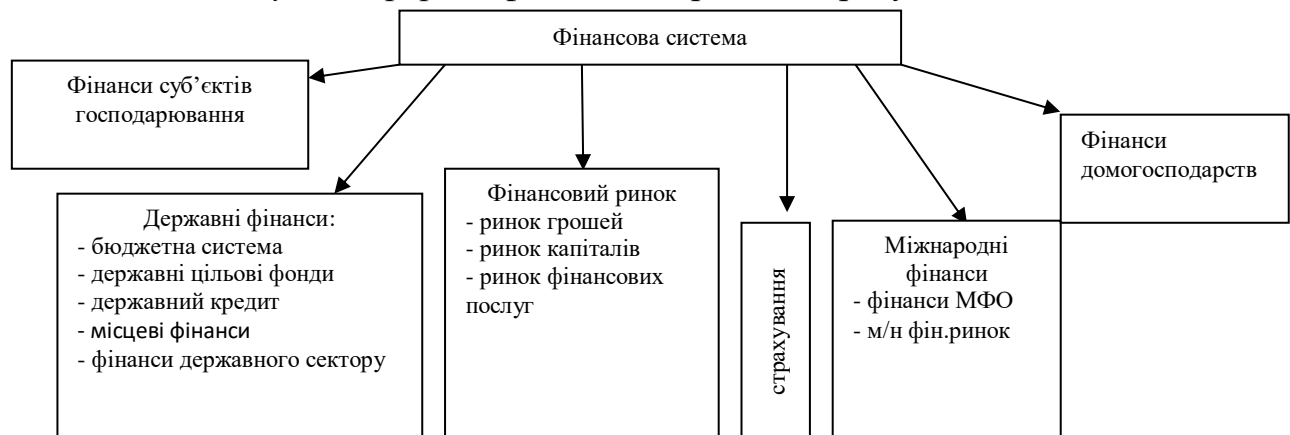 Фінансова система
Фінанси суб’єктів
господарювання
Фінанси
домогосподарств
Державні фінанси:
- бюджетна система
- державні цільові фонди
- державний кредит
- місцеві фінанси
- фінанси державного сектору
Фінансовий ринок
- ринок грошей
- ринок капіталів
- ринок фінансових
послуг
страхування
Міжнародні
фінанси
- фінанси МФО
- м/н фін.ринок